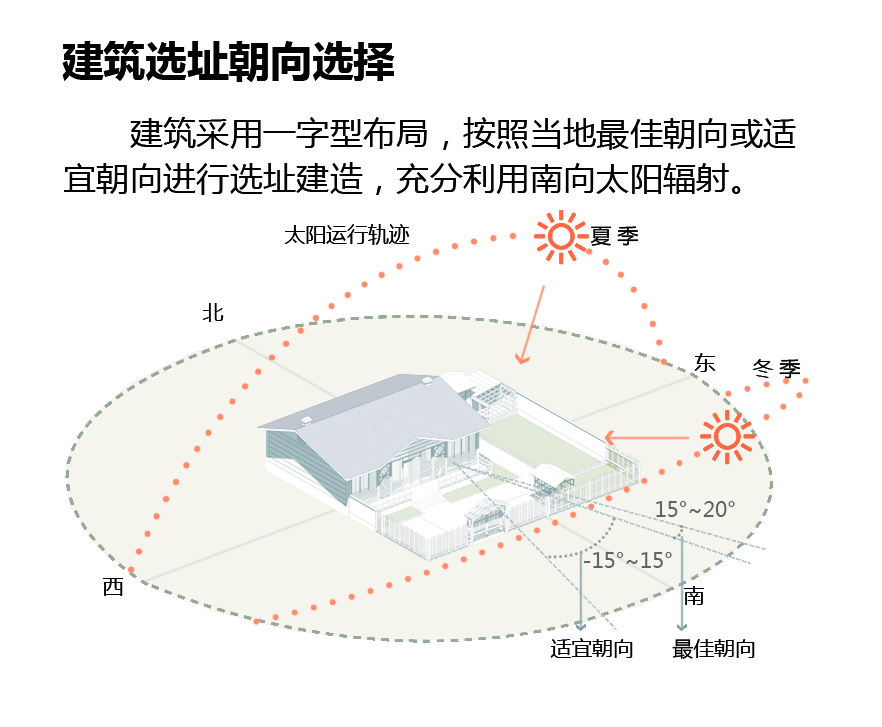 建筑选址朝向选择
建筑采用一字型布局，按照当地最佳朝向或适
宜朝向进行选址建造，充分利用南向太阳辐射。
太阳运行轨迹
夏季
北
东
冬季
15°~20°
-15°~15°
西
南
适宜朝向
最佳朝向